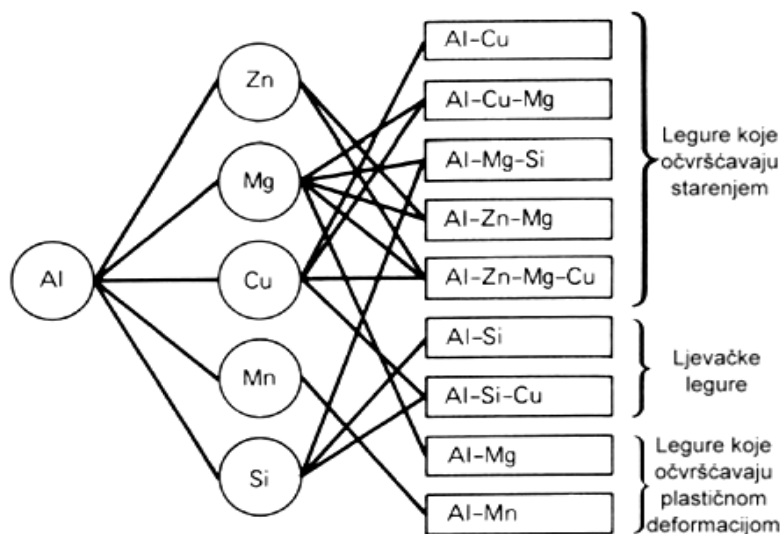 Al
Zn
Mg
Cu
Mn
Si
Al-Cu
Al-Cu-Mg
Al-Mg-Si
Al-Zn-Mg
Al-Zn-Mg-Cu
Al-Si
Al-Si-Cu
Al-Mg
Al-Mn
Legure koje
očvršćavaju
starenjem
Ljevačke
legure
Legure koje
očvršćavaju
plastičnom
deformacijom